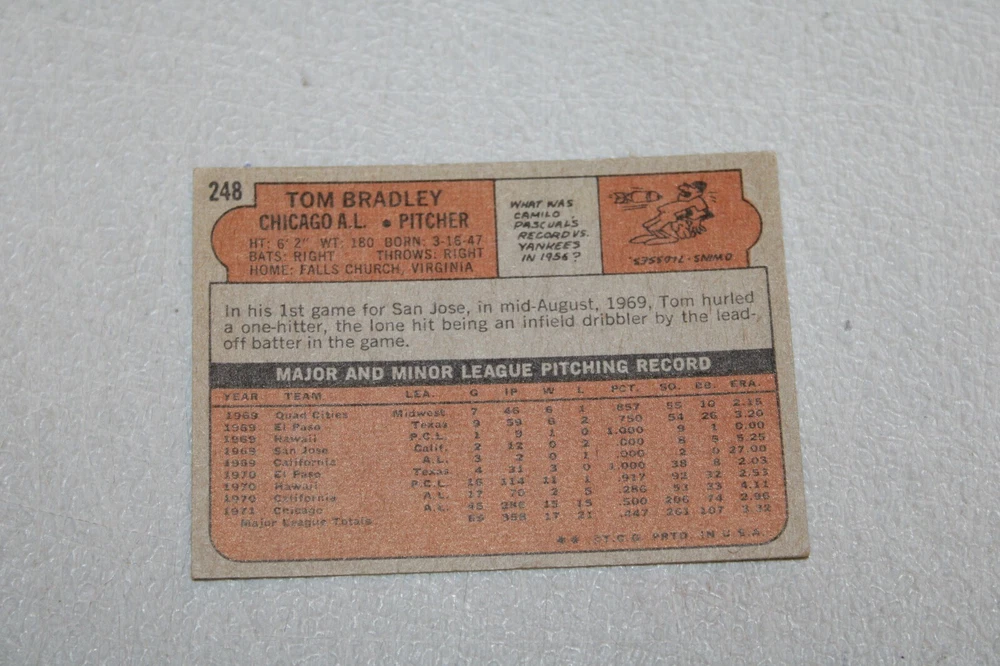 248
TOM BRADLEY
CHICAGO A.L. • PITCHER
HT: 6' 2" WT: 180 BORN: 3-16-47
BATS: RIGHT THROWS: RIGHT
HOME: FALLS CHURCH, VIRGINIA
WHAT WAS
CAMILO
PASCUAL'S
RECORD VS.
YANKEES
IN 1956?
2 WINS-7 LOSSES.
In his 1st game for San Jose, in mid-August, 1969, Tom hurled
a one-hitter, the lone hit being an infield dribbler by the lead-
off batter in the game.
MAJOR AND MINOR LEAGUE PITCHING RECORD
YEAR TEAM LEA. G IP W L PCT. SO. BB. ERA.
1969 Quad Cities Midwest 7 46 6 1 .857 55 10 2.15
1969 El Paso Texas 9 59 6 2 .750 54 26 3.20
1969 Hawaii P.C.L. 1 9 1 0 1.000 9 1 0.00
1969 San Jose Calif. 2 12 0 2 .000 8 5.25
1969 California A.L. 3 2 0 1 .000 2 0 27.00
1970 El Paso Texas 4 31 3 0 1.000 38 8 2.03
1970 Hawaii P.C.L. 16 114 11 1 .917 92 32 2.53
1970 California A.L. 17 70 2 5 .286 53 33 4.11
1971 Chicago A.L. 45 286 15 15 .500 206 74 2.96
Major League Totals 65 358 17 21 .447 261 107 3.32
** ©T.C.G. PRTD. IN U.S.A.